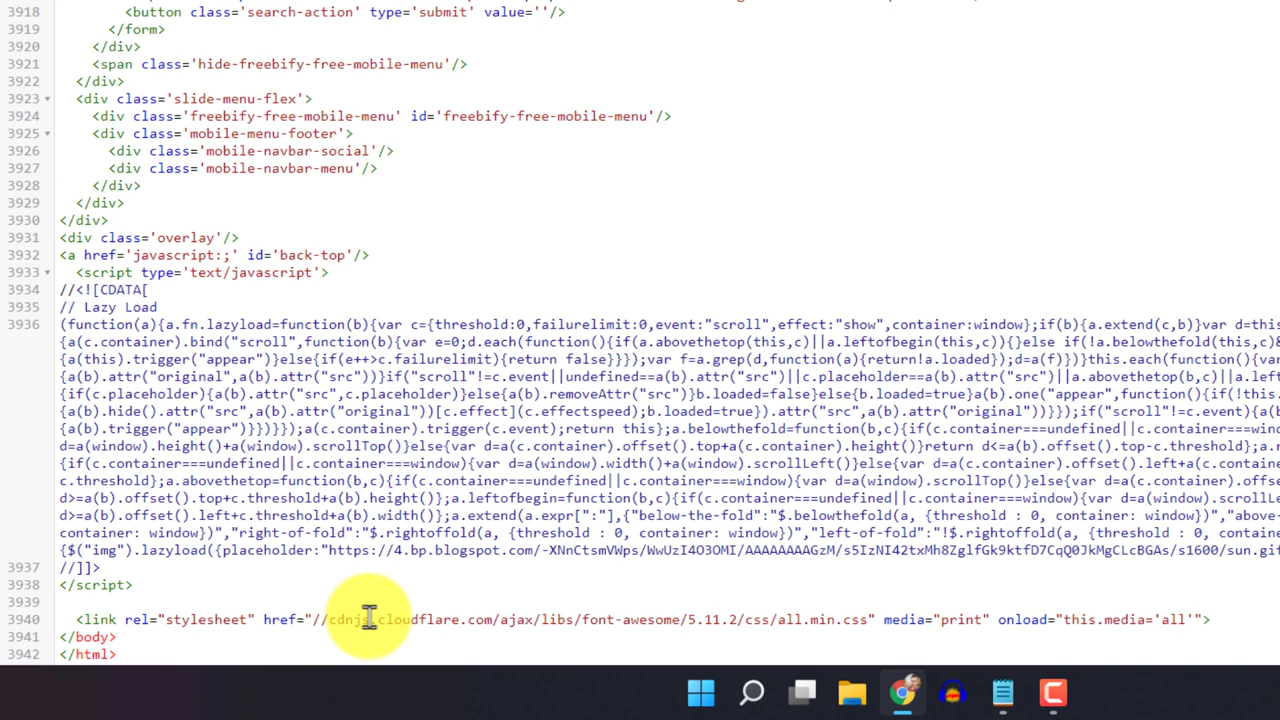 3918 <button class='search-action' type='submit' value=''/>
3919 </form>
3920 </div>
3921 <span class='hide-freebify-free-mobile-menu'/>
3922 </div>
3923 <div class='slide-menu-flex'>
3924 <div class='freebify-free-mobile-menu' id='freebify-free-mobile-menu'/>
3925 <div class='mobile-menu-footer'>
3926 <div class='mobile-navbar-social'/>
3927 <div class='mobile-navbar-menu'/>
3928 </div>
3929 </div>
3930 </div>
3931 <div class='overlay'/>
3932 <a href='javascript:;' id='back-top'/>
3933 <script type='text/javascript'>
3934 //<![CDATA[
3935 // Lazy Load
3936 (function(a){a.fn.lazyload=function(b){var c={threshold:0,failurelimit:0,event:"scroll",effect:"show",container:window};if(b){a.extend(c,b)}var d=this
{a(c.container).bind("scroll",function(b){var e=0;d.each(function(){if(a.abovethetop(this,c)||a.leftofbegin(this,c)){}else if(!a.belowthefold(this,c)&
{a(this).trigger("appear")}else{if(e++>c.failurelimit){return false}}});var f=a.grep(d,function(a){return!a.loaded});d=a(f)})}this.each(function(){var
{a(b).attr("original",a(b).attr("src"))}if("scroll"!=c.event||undefined==a(b).attr("src")||c.placeholder==a(b).attr("src")||a.abovethetop(b,c)||a.left
{if(c.placeholder){a(b).attr("src",c.placeholder)}else{a(b).removeAttr("src")}b.loaded=false}else{b.loaded=true}a(b).one("appear",function(){if(!this.
{a(b).hide().attr("src",a(b).attr("original"))[c.effect](c.effectspeed);b.loaded=true}).attr("src",a(b).attr("original"))}});if("scroll"!=c.event){a(b
{a(b).trigger("appear")}})}});a(c.container).trigger(c.event);return this};a.belowthefold=function(b,c){if(c.container===undefined||c.container===wind
d=a(window).height()+a(window).scrollTop()}else{var d=a(c.container).offset().top+a(c.container).height()}return d<=a(b).offset().top-c.threshold};a.r
{if(c.container===undefined||c.container===window){var d=a(window).width()+a(window).scrollLeft()}else{var d=a(c.container).offset().left+a(c.containe
c.threshold};a.abovethetop=function(b,c){if(c.container===undefined||c.container===window){var d=a(window).scrollTop()}else{var d=a(c.container).offse
d>=a(b).offset().top+c.threshold+a(b).height()};a.leftofbegin=function(b,c){if(c.container===undefined||c.container===window){var d=a(window).scrollLe
d>=a(b).offset().left+c.threshold+a(b).width()};a.extend(a.expr[":"],{"below-the-fold":"$.belowthefold(a, {threshold : 0, container: window})","above-
window})","right-of-fold":"$.rightoffold(a, {threshold : 0, container: window})","left-of-fold":"!$.rightoffold(a, {threshold : 0, container: window}
{$("img").lazyload({placeholder:"https://4.bp.blogspot.com/-XNnCtsmVWps/WwUzI4O3OMI/AAAAAAAAGzM/s5IzNI42txMh8ZglfGk9ktfD7CqQ0JkMgCLcBGAs/s1600/sun.gif
3937 //]]>
3938 </script>
3939
3940 <link rel="stylesheet" href="//cdnjs.cloudflare.com/ajax/libs/font-awesome/5.11.2/css/all.min.css" media="print" onload="this.media='all'">
3941 </body>
3942 </html>